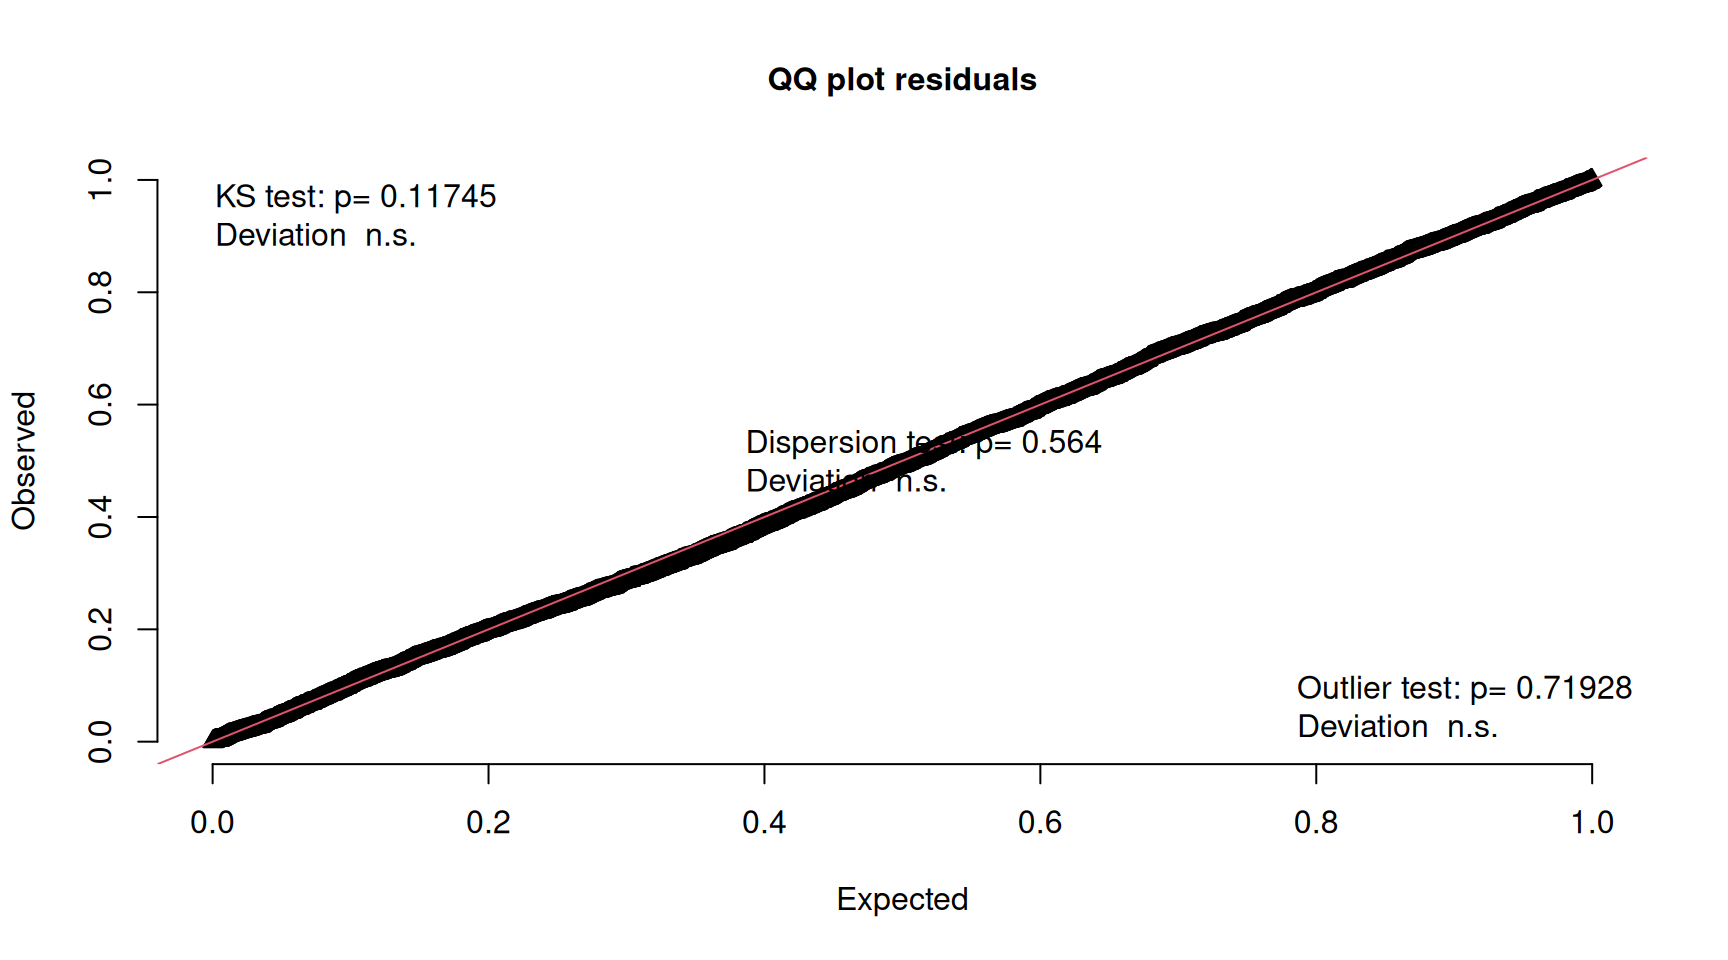 QQ plot residuals
KS test: p= 0.11745
Deviation n.s.
Dispersion test: p= 0.564
Deviation n.s.
Outlier test: p= 0.71928
Deviation n.s.
Observed
0.0 0.2 0.4 0.6 0.8 1.0
0.0 0.2 0.4 0.6 0.8 1.0
Expected